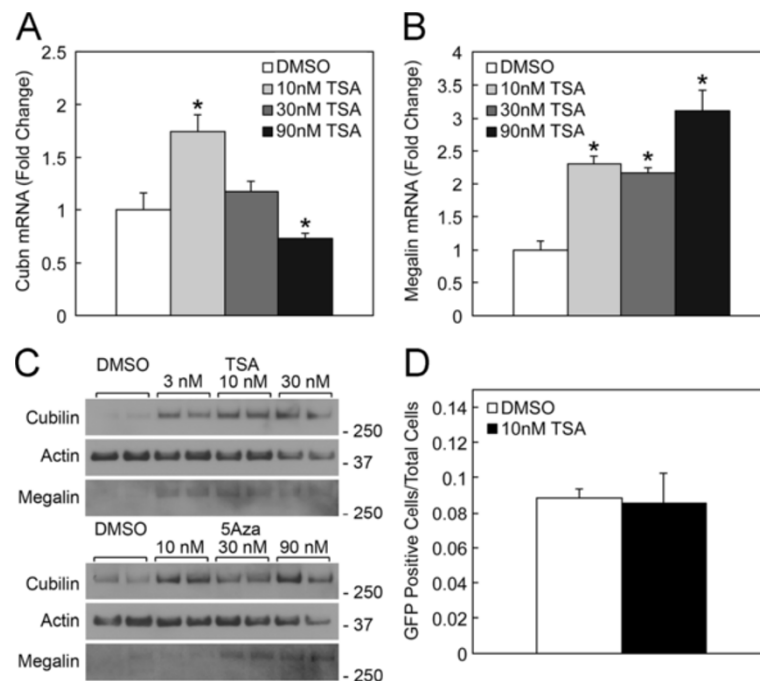 A
Cubn mRNA (Fold Change)
2.5
2
1.5
1
0.5
0
DMSO
10nM TSA
30nM TSA
90nM TSA
*
*
B
Megalin mRNA (Fold Change)
4
3.5
3
2.5
2
1.5
1
0.5
0
DMSO
10nM TSA
30nM TSA
90nM TSA
*
*
*
C
DMSO TSA
3 nM 10 nM 30 nM
Cubilin - 250
Actin - 37
Megalin - 250
DMSO 5Aza
10 nM 30 nM 90 nM
Cubilin - 250
Actin - 37
Megalin - 250
D
GFP Positive Cells/Total Cells
0.14
0.12
0.1
0.08
0.06
0.04
0.02
0
DMSO
10nM TSA